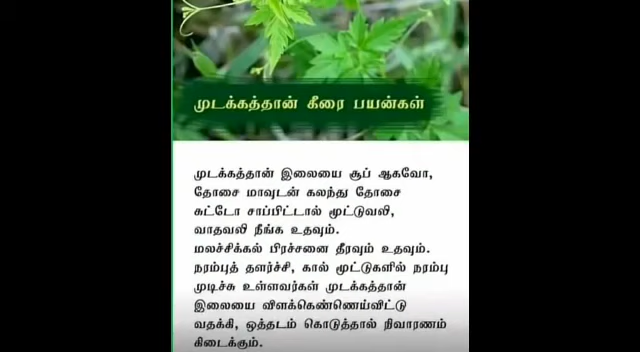 முடக்கத்தான் கீரை பயன்கள்
முடக்கத்தான் இலையை சூப் ஆகவோ,
தோசை மாவுடன் கலந்து தோசை
சுட்டோ சாப்பிட்டால் மூட்டுவலி,
வாதவலி நீங்க உதவும்.
மலச்சிக்கல் பிரச்சனை தீரவும் உதவும்.
நரம்புத் தளர்ச்சி, கால் மூட்டுகளில் நரம்பு
முடிச்சு உள்ளவர்கள் முடக்கத்தான்
இலையை விளக்கெண்ணெய்விட்டு
வதக்கி, ஒத்தடம் கொடுத்தால் நிவாரணம்
கிடைக்கும்.